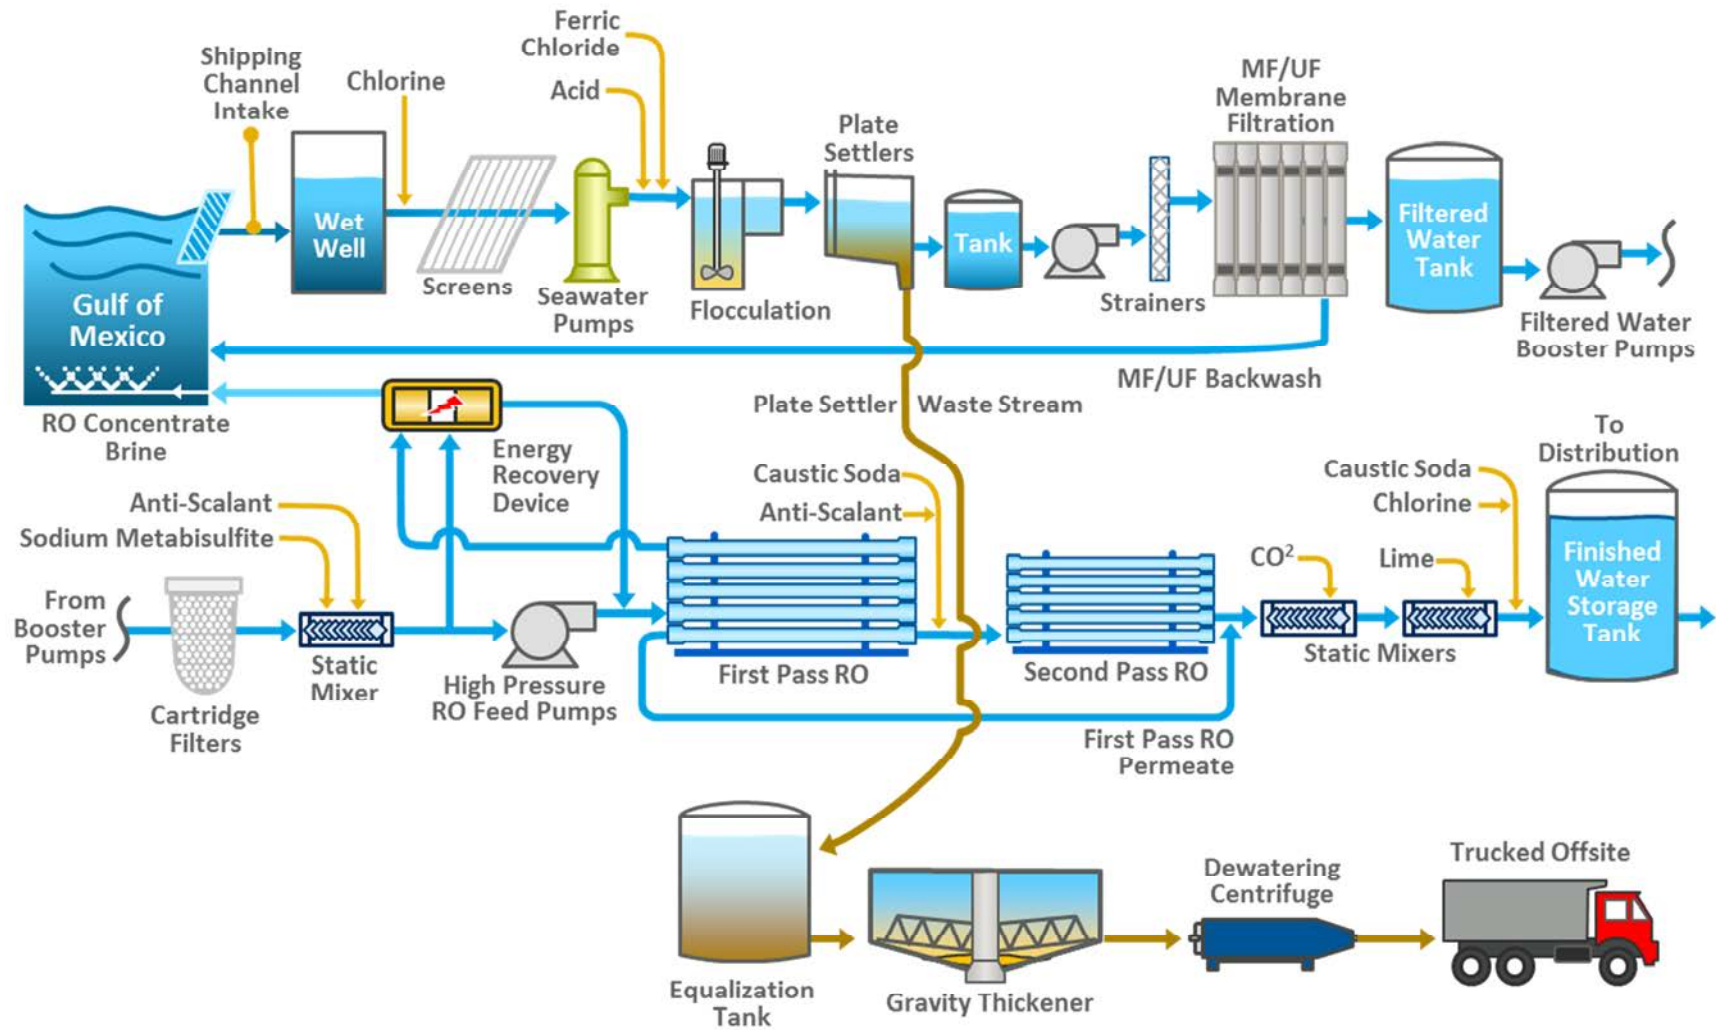 Ferric
Chloride
Shipping
Channel
Intake
Chlorine
Acid
MF/UF
Membrane
Filtration
Plate
Settlers
Wet
Well
Screens
Seawater
Pumps
Flocculation
Tank
Strainers
Filtered
Water
Tank
Filtered Water
Booster Pumps
Gulf of
Mexico
MF/UF Backwash
RO Concentrate
Brine
Plate Settler Waste Stream
Energy
Recovery
Device
Caustic Soda
Anti-Scalant
To
Distribution
Caustic Soda
Chlorine
Anti-Scalant
Sodium Metabisulfite
CO²
Lime
Finished
Water
Storage
Tank
From
Booster
Pumps
Static
Mixer
Cartridge
Filters
High Pressure
RO Feed Pumps
First Pass RO
Second Pass RO
Static Mixers
First Pass RO
Permeate
Equalization
Tank
Gravity Thickener
Dewatering
Centrifuge
Trucked Offsite